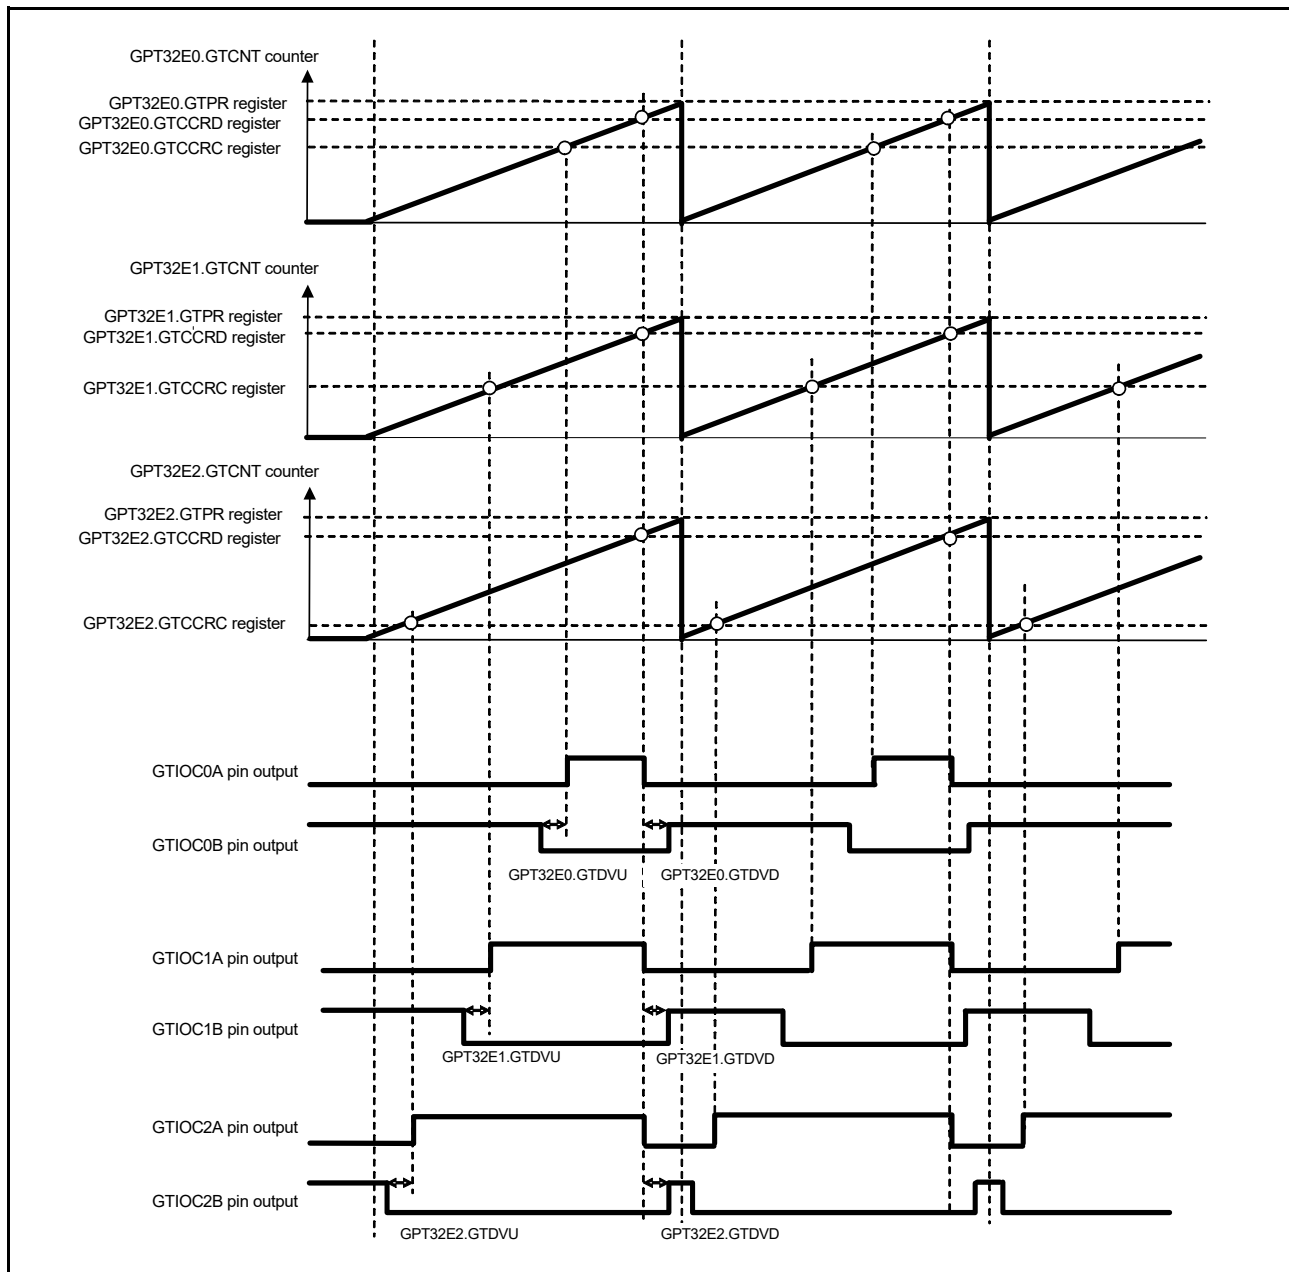 GPT32E0.GTCNT counter
GPT32E0.GTPR register
GPT32E0.GTCCRD register
GPT32E0.GTCCRC register
GPT32E1.GTCNT counter
GPT32E1.GTPR register
GPT32E1.GTCCRD register
GPT32E1.GTCCRC register
GPT32E2.GTCNT counter
GPT32E2.GTPR register
GPT32E2.GTCCRD register
GPT32E2.GTCCRC register
GTIOC0A pin output
GTIOC0B pin output
GPT32E0.GTDVU GPT32E0.GTDVD
GTIOC1A pin output
GTIOC1B pin output
GPT32E1.GTDVU GPT32E1.GTDVD
GTIOC2A pin output
GTIOC2B pin output
GPT32E2.GTDVU GPT32E2.GTDVD